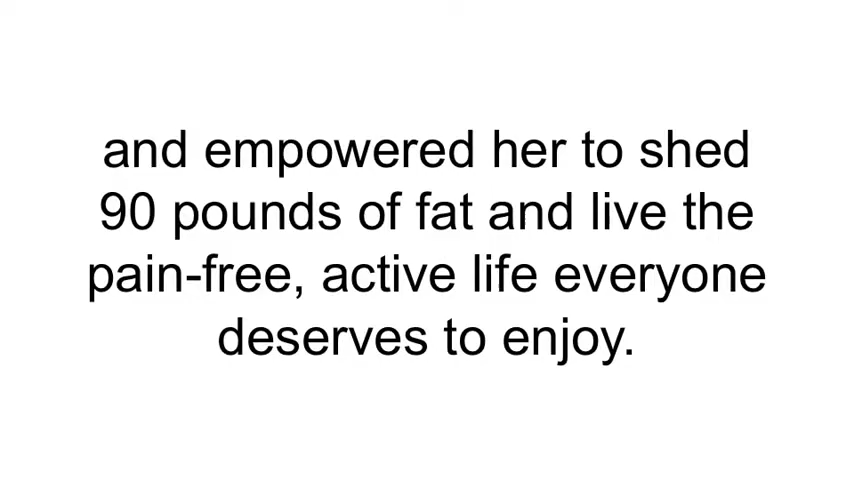 and empowered her to shed
90 pounds of fat and live the
pain-free, active life everyone
deserves to enjoy.